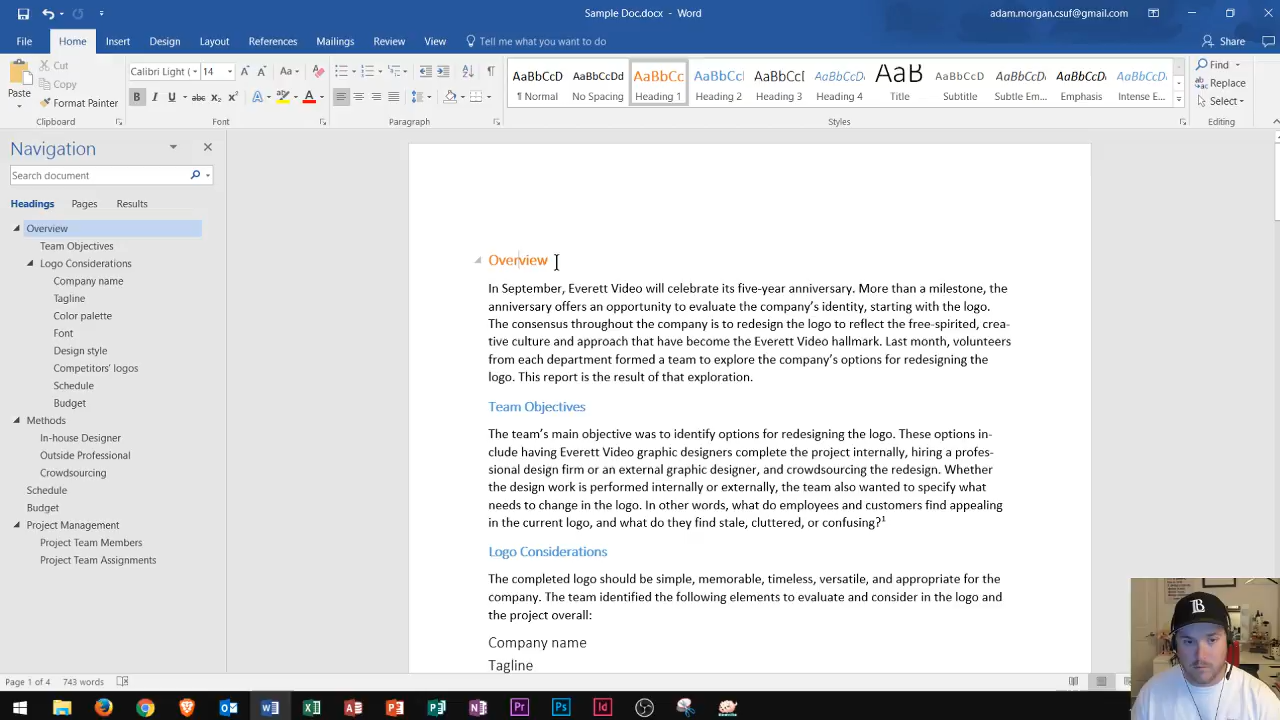 Sample Doc.docx - Word
adam.morgan.csuf@gmail.com
File Home Insert Design Layout References Mailings Review View Tell me what you want to do Share
Paste
Cut
Copy
Format Painter
Clipboard
Calibri Light ( 14
Font
Paragraph
AaBbCcD AaBbCcDd AaBbCc AaBbCcI AaBbCcD AaBbCcD AaB AaBbCcD AaBbCcDd AaBbCcDd AaBbCcDd
¶ Normal No Spacing Heading 1 Heading 2 Heading 3 Heading 4 Title Subtitle Subtle Em... Emphasis Intense E...
Styles
Find
Replace
Select
Editing
Navigation
Search document
Headings Pages Results
Overview
Team Objectives
Logo Considerations
Company name
Tagline
Color palette
Font
Design style
Competitors' logos
Schedule
Budget
Methods
In-house Designer
Outside Professional
Crowdsourcing
Schedule
Budget
Project Management
Project Team Members
Project Team Assignments
Overview
In September, Everett Video will celebrate its five-year anniversary. More than a milestone, the
anniversary offers an opportunity to evaluate the company's identity, starting with the logo.
The consensus throughout the company is to redesign the logo to reflect the free-spirited, crea-
tive culture and approach that have become the Everett Video hallmark. Last month, volunteers
from each department formed a team to explore the company's options for redesigning the
logo. This report is the result of that exploration.
Team Objectives
The team's main objective was to identify options for redesigning the logo. These options in-
clude having Everett Video graphic designers complete the project internally, hiring a profes-
sional design firm or an external graphic designer, and crowdsourcing the redesign. Whether
the design work is performed internally or externally, the team also wanted to specify what
needs to change in the logo. In other words, what do employees and customers find appealing
in the current logo, and what do they find stale, cluttered, or confusing?¹
Logo Considerations
The completed logo should be simple, memorable, timeless, versatile, and appropriate for the
company. The team identified the following elements to evaluate and consider in the logo and
the project overall:
Company name
Tagline
Page 1 of 4 743 words